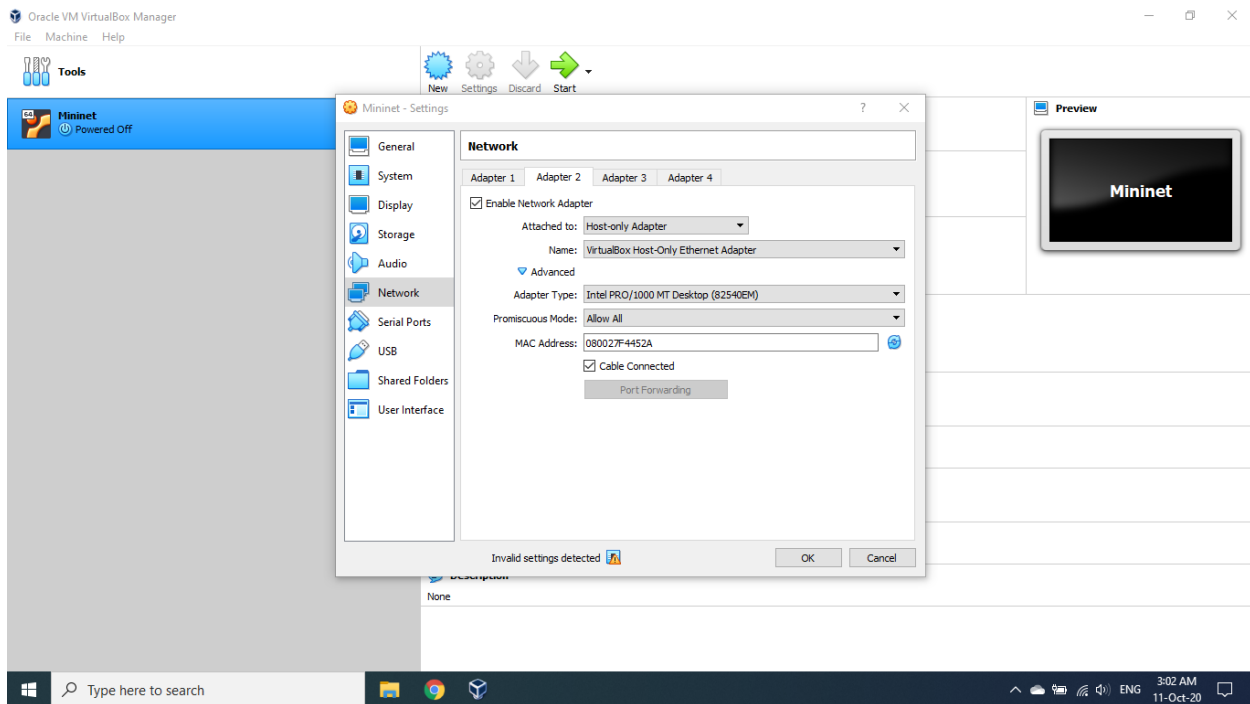 Oracle VM VirtualBox Manager
File Machine Help
Tools
New Settings Discard Start
64
Mininet
Powered Off
Mininet - Settings
?
General
System
Display
Storage
Audio
Network
Serial Ports
USB
Shared Folders
User Interface
Network
Adapter 1 Adapter 2 Adapter 3 Adapter 4
Enable Network Adapter
Attached to: Host-only Adapter
Name: VirtualBox Host-Only Ethernet Adapter
Advanced
Adapter Type: Intel PRO/1000 MT Desktop (82540EM)
Promiscuous Mode: Allow All
MAC Address: 080027F4452A
Cable Connected
Port Forwarding
Invalid settings detected
OK Cancel
Preview
Mininet
Description
None
Type here to search
ENG
3:02 AM
11-Oct-20